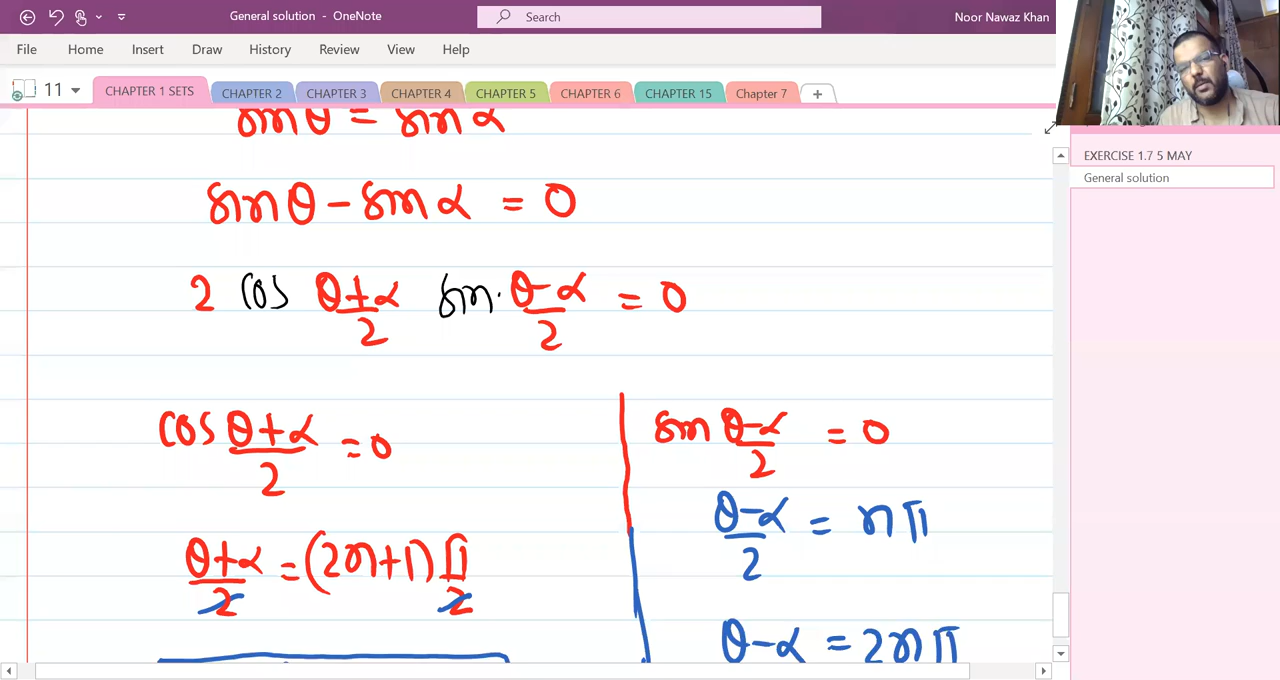 General solution - OneNote
Search
Noor Nawaz Khan
File Home Insert Draw History Review View Help
11 CHAPTER 1 SETS CHAPTER 2 CHAPTER 3 CHAPTER 4 CHAPTER 5 CHAPTER 6 CHAPTER 15 Chapter 7 +
EXERCISE 1.7 5 MAY
General solution
sinθ = sin α
sinθ - sin α = 0
2 cos (θ+α)/2 sin. (θ-α)/2 = 0
cos (θ+α)/2 = 0
(θ+α)/2 = (2n+1) π/2
sin (θ-α)/2 = 0
(θ-α)/2 = nπ
θ-α = 2nπ